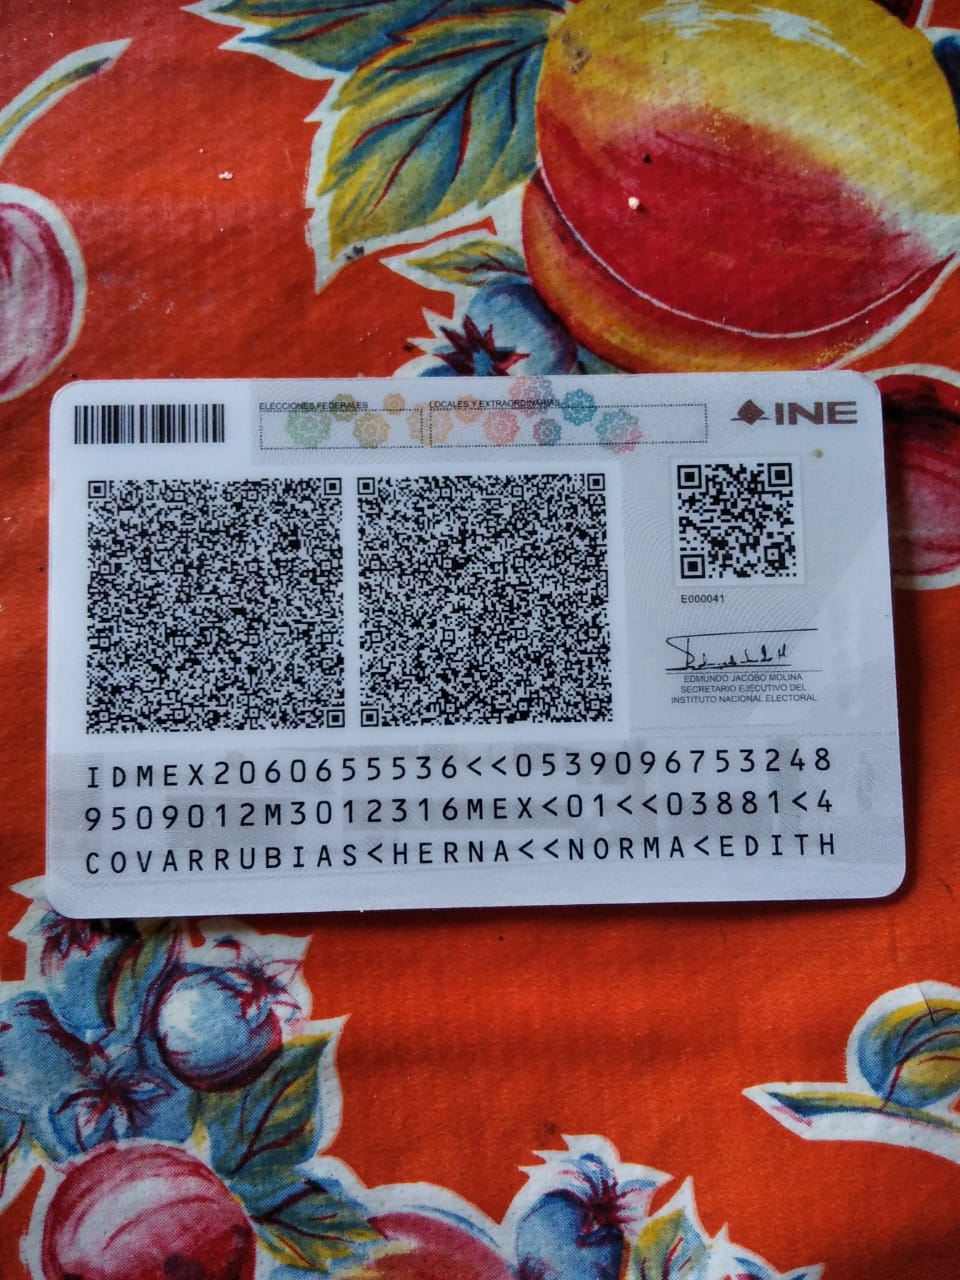 ELECCIONES FEDERALES
LOCALES Y EXTRAORDINARIAS
INE
E000041
EDMUNDO JACOBO MOLINA
SECRETARIO EJECUTIVO DEL
INSTITUTO NACIONAL ELECTORAL
IDMEX2060655536<<0539096753248
9509012M3012316MEX<01<<03881<4
COVARRUBIAS<HERNA<<NORMA<EDITH